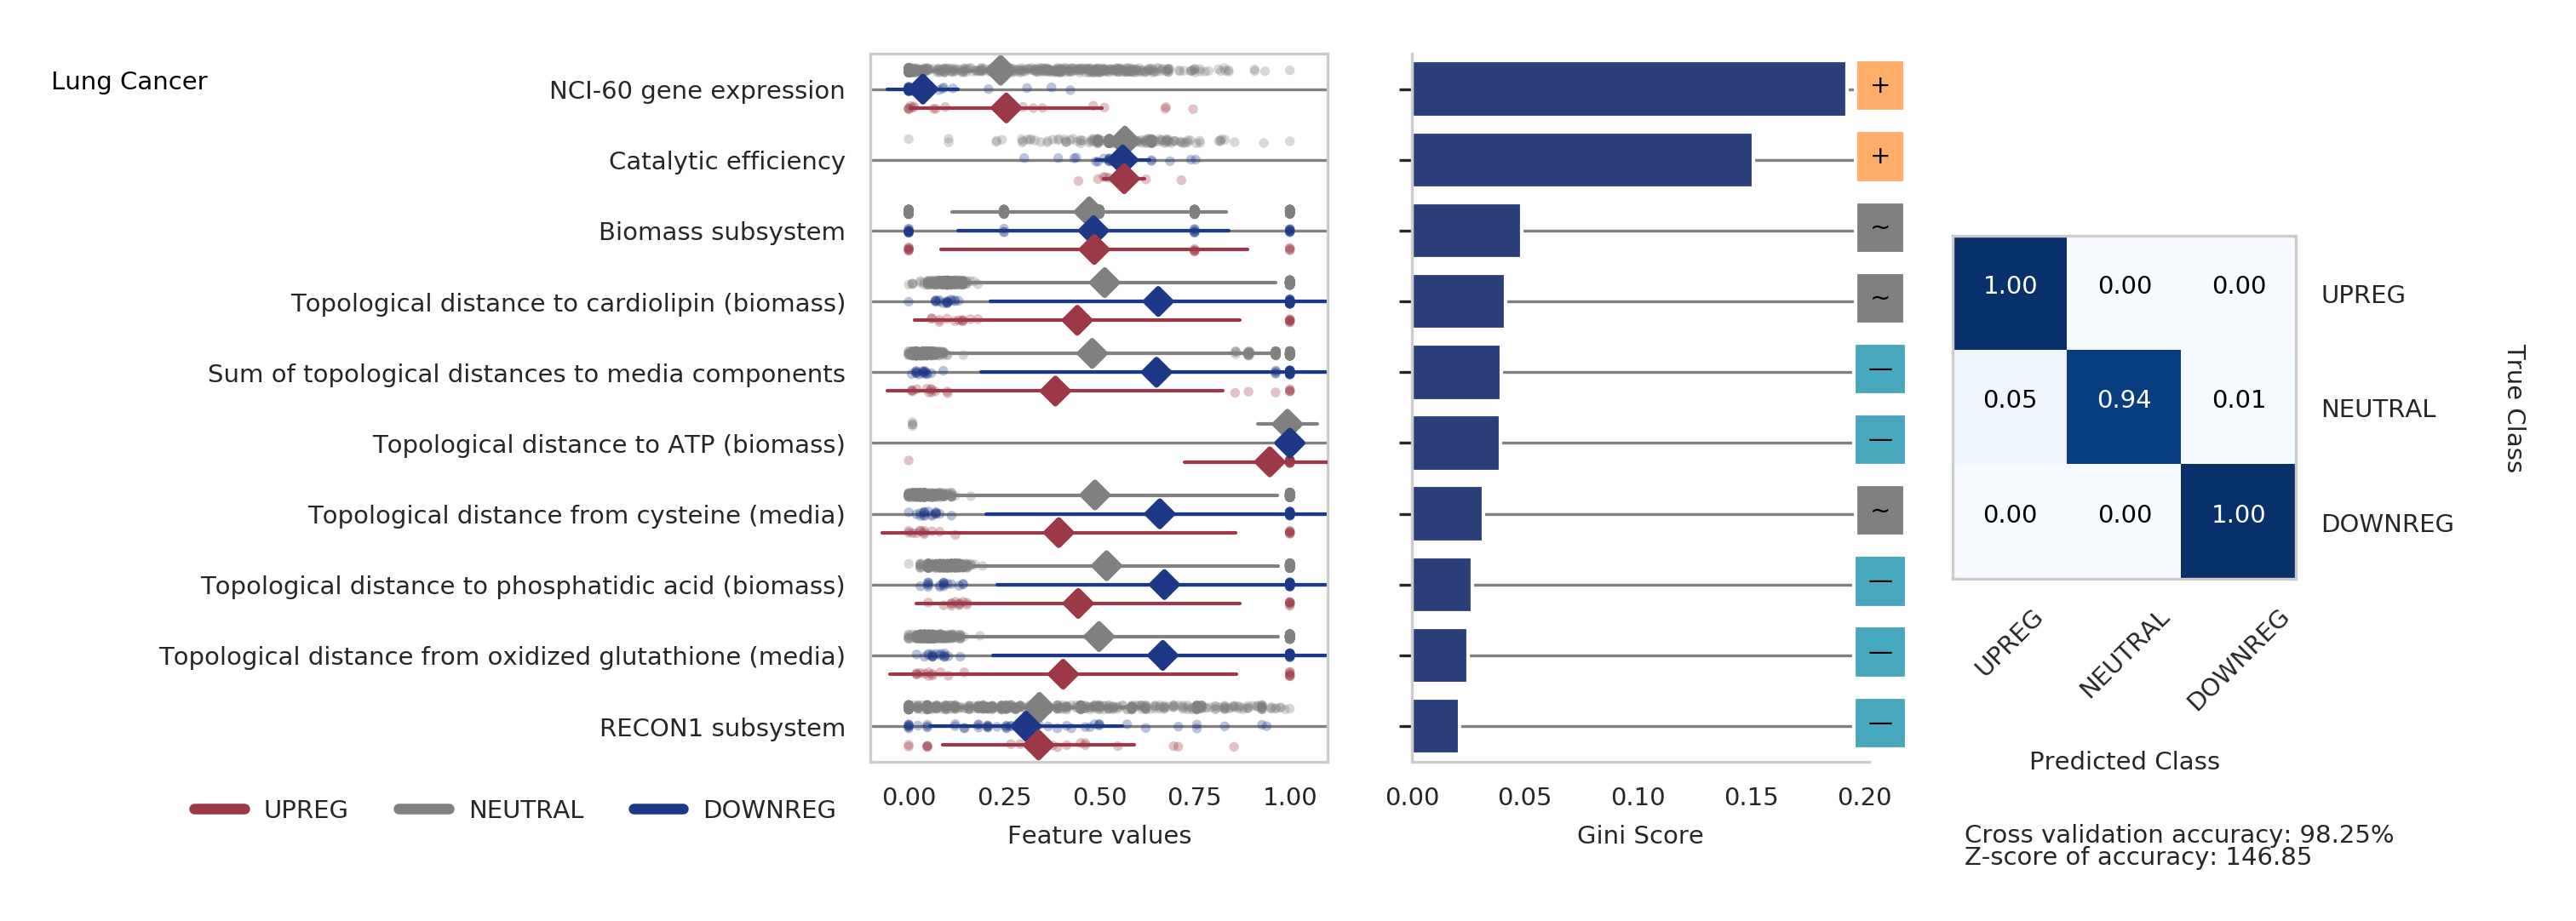 Lung Cancer
NCI-60 gene expression
Catalytic efficiency
Biomass subsystem
Topological distance to cardiolipin (biomass)
Sum of topological distances to media components
Topological distance to ATP (biomass)
Topological distance from cysteine (media)
Topological distance to phosphatidic acid (biomass)
Topological distance from oxidized glutathione (media)
RECON1 subsystem
UPREG NEUTRAL DOWNREG
0.00 0.25 0.50 0.75 1.00
Feature values
+
+
~
~
—
—
~
—
—
—
0.00 0.05 0.10 0.15 0.20
Gini Score
1.00 0.00 0.00 UPREG
0.05 0.94 0.01 NEUTRAL
0.00 0.00 1.00 DOWNREG
True Class
UPREG NEUTRAL DOWNREG
Predicted Class
Cross validation accuracy: 98.25%
Z-score of accuracy: 146.85